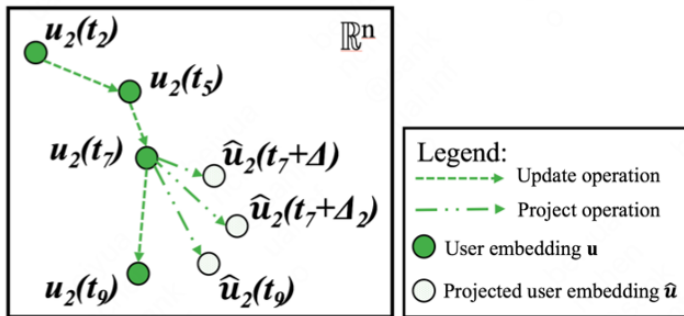 u₂(t₂)
ℝⁿ
u₂(t₅)
u₂(t₇)
û₂(t₇+Δ)
û₂(t₇+Δ₂)
u₂(t₉)
û₂(t₉)
Legend:
Update operation
Project operation
User embedding u
Projected user embedding û